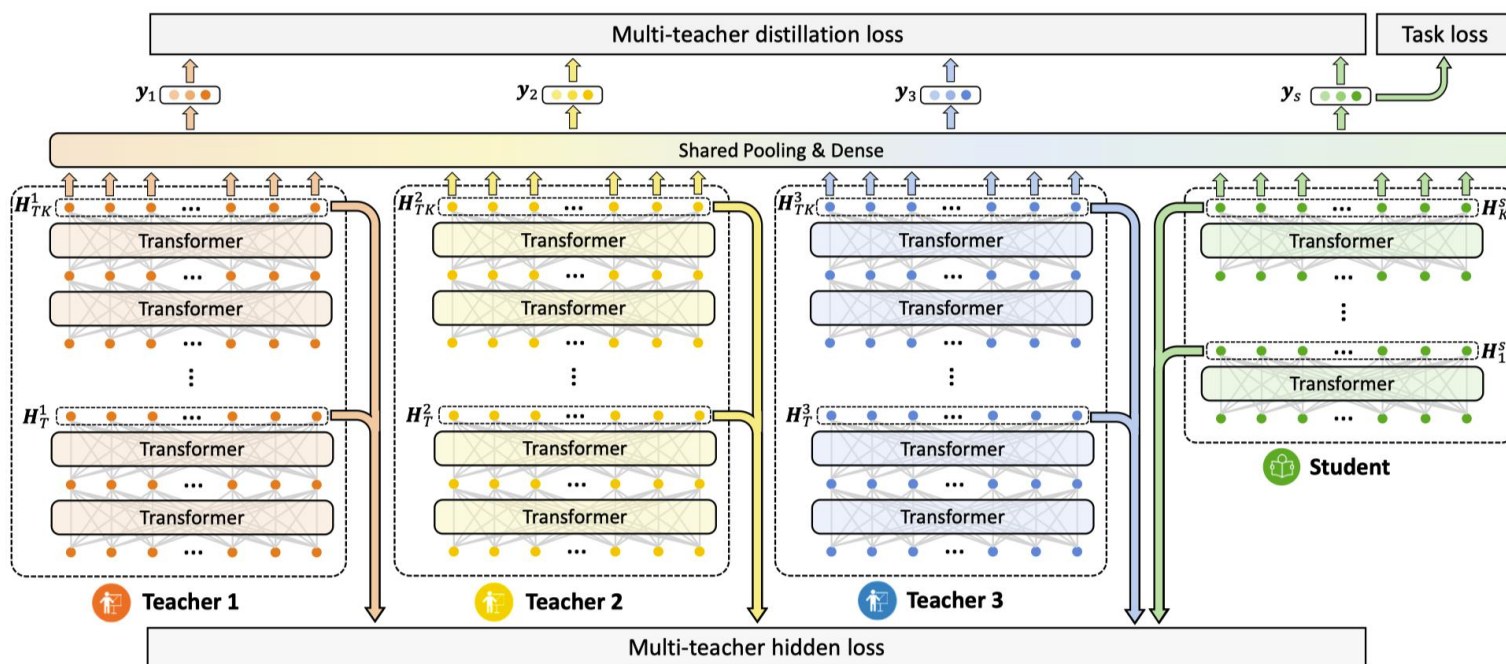 Multi-teacher distillation loss
Task loss
y1
y2
y3
ys
Shared Pooling & Dense
H^1_TK
H^2_TK
H^3_TK
H^s_K
Transformer
Transformer
Transformer
Transformer
...
...
...
...
Transformer
Transformer
Transformer
H^s_1
H^1_T
H^2_T
H^3_T
Transformer
Transformer
Transformer
Transformer
Student
Transformer
Transformer
Transformer
Teacher 1
Teacher 2
Teacher 3
Multi-teacher hidden loss